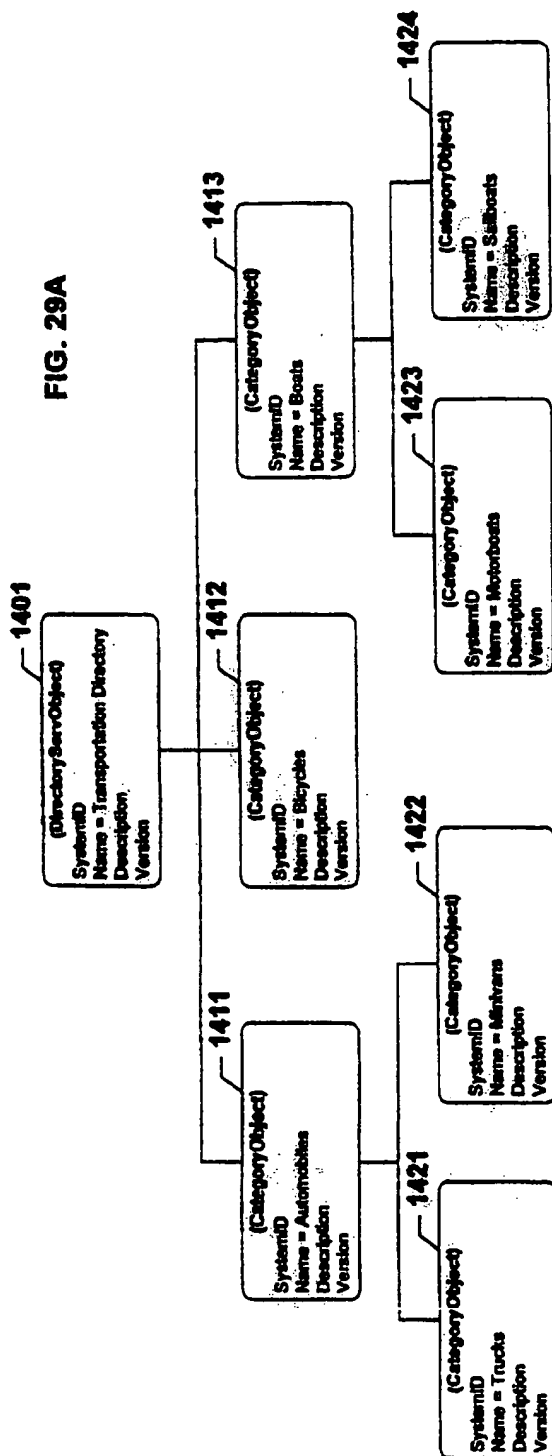 FIG. 29A
1401
(DirectoryServObject)
SystemID
Name = Transportation Directory
Description
Version
1411
(CategoryObject)
SystemID
Name = Automobiles
Description
Version
1412
(CategoryObject)
SystemID
Name = Bicycles
Description
Version
1413
(CategoryObject)
SystemID
Name = Boats
Description
Version
1421
(CategoryObject)
SystemID
Name = Trucks
Description
Version
1422
(CategoryObject)
SystemID
Name = Minivans
Description
Version
1423
(CategoryObject)
SystemID
Name = Motorboats
Description
Version
1424
(CategoryObject)
SystemID
Name = Sailboats
Description
Version